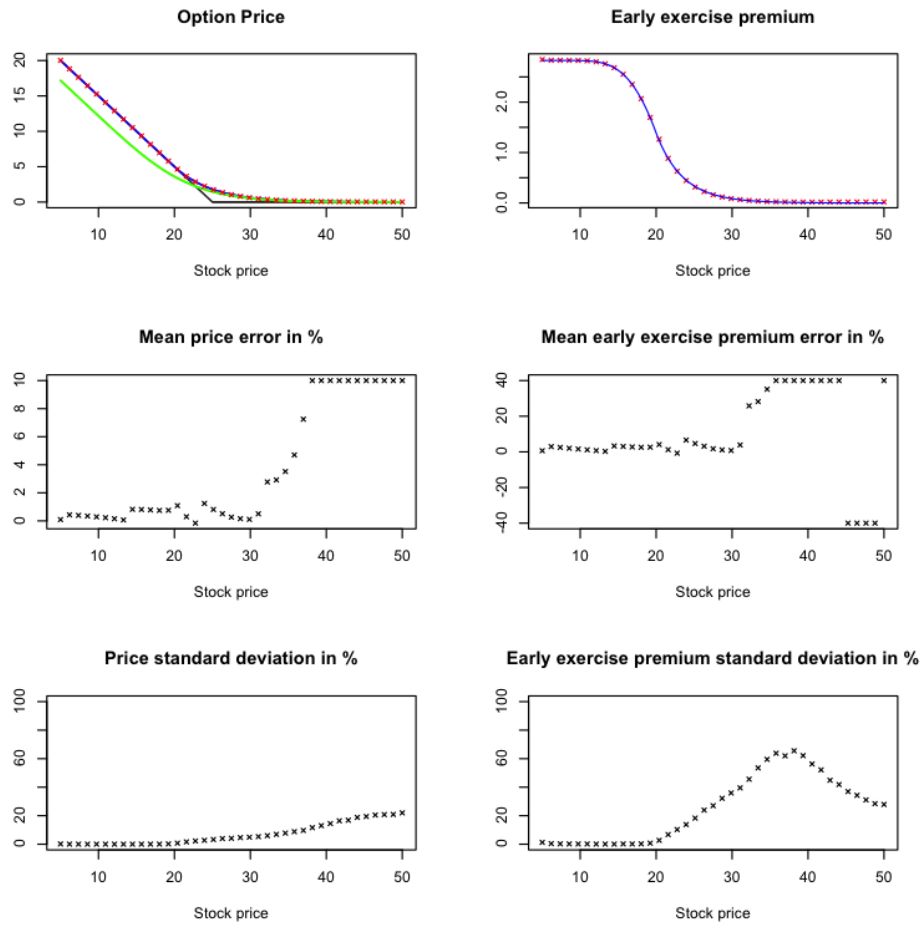 Option Price
20
15
10
5
0
10 20 30 40 50
Stock price
Early exercise premium
2.0
1.0
0.0
10 20 30 40 50
Stock price
Mean price error in %
10
8
6
4
2
0
10 20 30 40 50
Stock price
Mean early exercise premium error in %
40
20
0
-20
-40
10 20 30 40 50
Stock price
Price standard deviation in %
100
60
20
0
10 20 30 40 50
Stock price
Early exercise premium standard deviation in %
100
60
20
0
10 20 30 40 50
Stock price